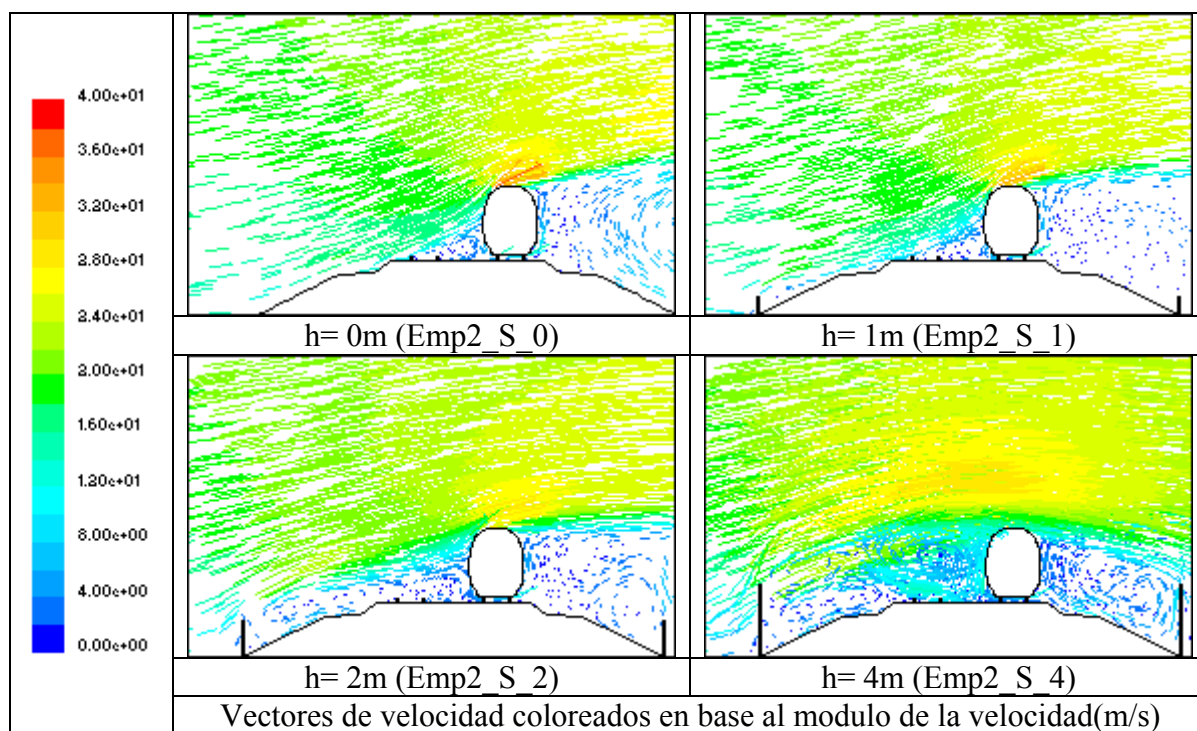 4.00e+01
3.60e+01
3.20e+01
2.80e+01
2.40e+01
2.00e+01
1.60e+01
1.20e+01
8.00e+00
4.00e+00
0.00e+00
h= 0m (Emp2_S_0)
h= 1m (Emp2_S_1)
h= 2m (Emp2_S_2)
h= 4m (Emp2_S_4)
Vectores de velocidad coloreados en base al modulo de la velocidad(m/s)